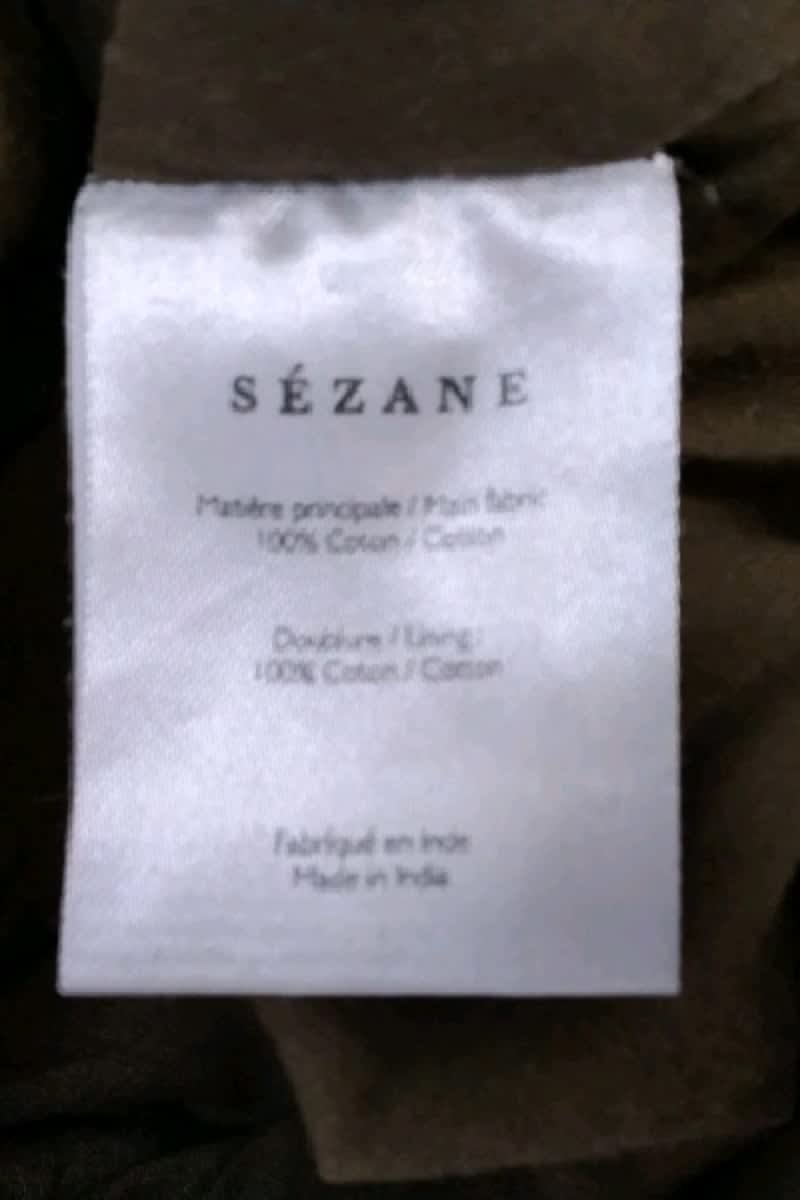 SÉZANE
Matière principale / Main fabric
100% Coton / Cotton
Doublure / Lining:
100% Coton / Cotton
Fabriqué en Inde
Made in India